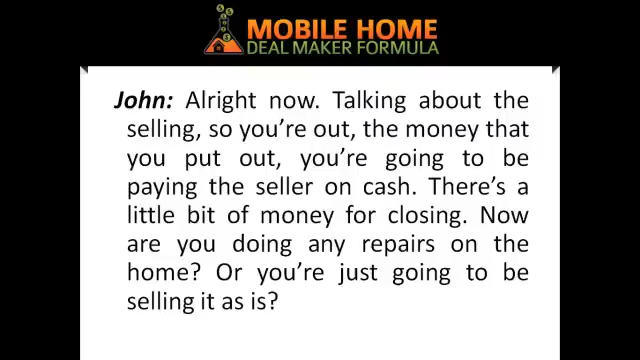 MOBILE HOME
DEAL MAKER FORMULA
John: Alright now. Talking about the
selling, so you're out, the money that
you put out, you're going to be
paying the seller on cash. There's a
little bit of money for closing. Now
are you doing any repairs on the
home? Or you're just going to be
selling it as is?